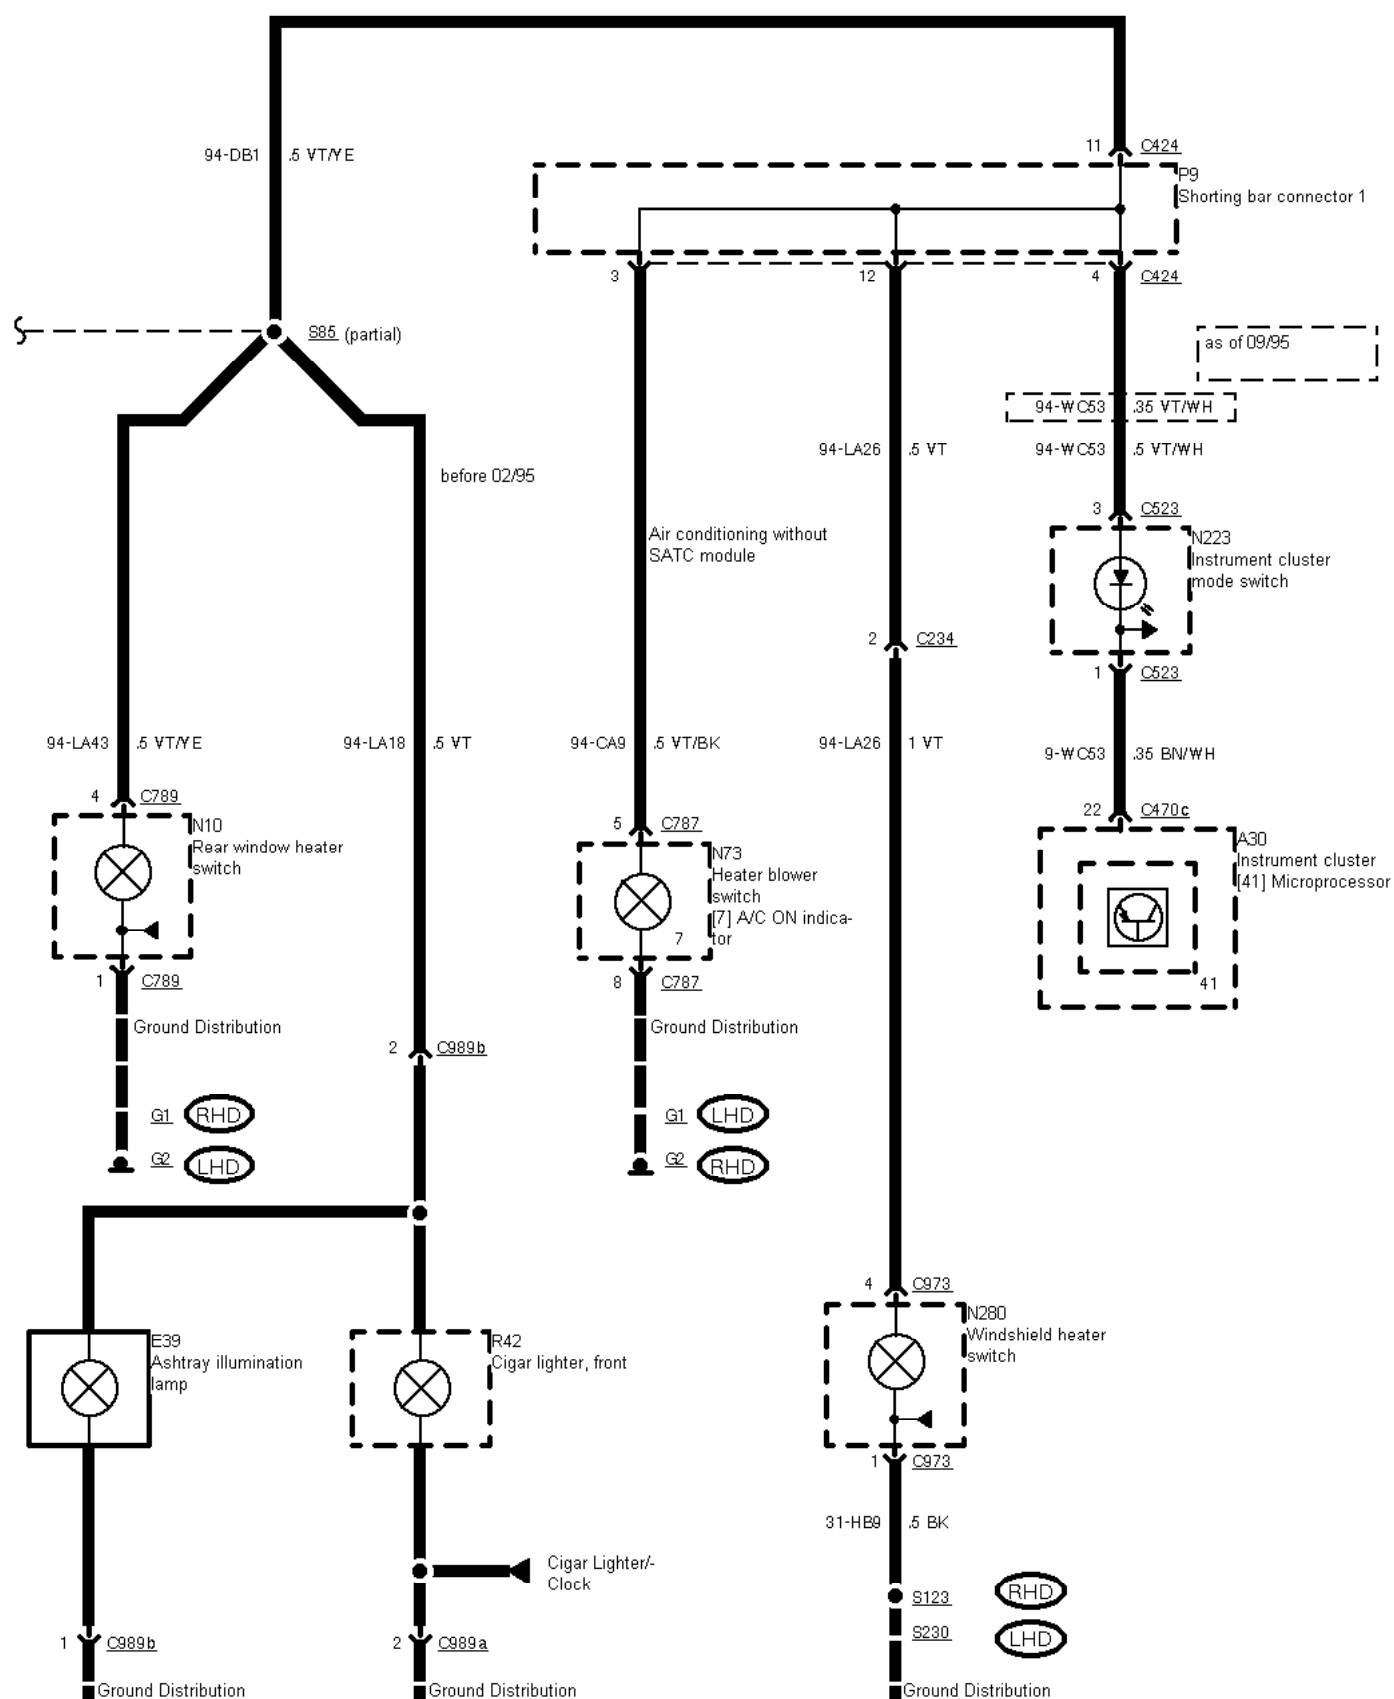 11 C424
94-DB1 .5 VT/YE
P9
Shorting bar connector 1
3 12 4 C424
S85 (partial)
as of 09/95
94-WC53 .35 VT/WH
94-LA26 .5 VT
94-WC53 .5 VT/WH
before 02/95
3 C523
Air conditioning without
SATC module
N223
Instrument cluster
mode switch
2 C234
1 C523
94-LA43 .5 VT/YE
94-LA18 .5 VT
94-CA9 .5 VT/BK
94-LA26 1 VT
9-WC53 .35 BN/WH
4 C789
22 C470c
5 C787
N10
Rear window heater
switch
N73
Heater blower
switch
[7] A/C ON indica-
tor
7
A30
Instrument cluster
[41] Microprocessor
41
1 C789
8 C787
Ground Distribution
Ground Distribution
2 C989b
G1 RHD
G2 LHD
G1 LHD
G2 RHD
4 C973
N280
Windshield heater
switch
E39
Ashtray illumination
lamp
R42
Cigar lighter, front
1 C973
31-HB9 .5 BK
Cigar Lighter/-
Clock
S123 RHD
S230 LHD
1 C989b
2 C989a
Ground Distribution
Ground Distribution
Ground Distribution